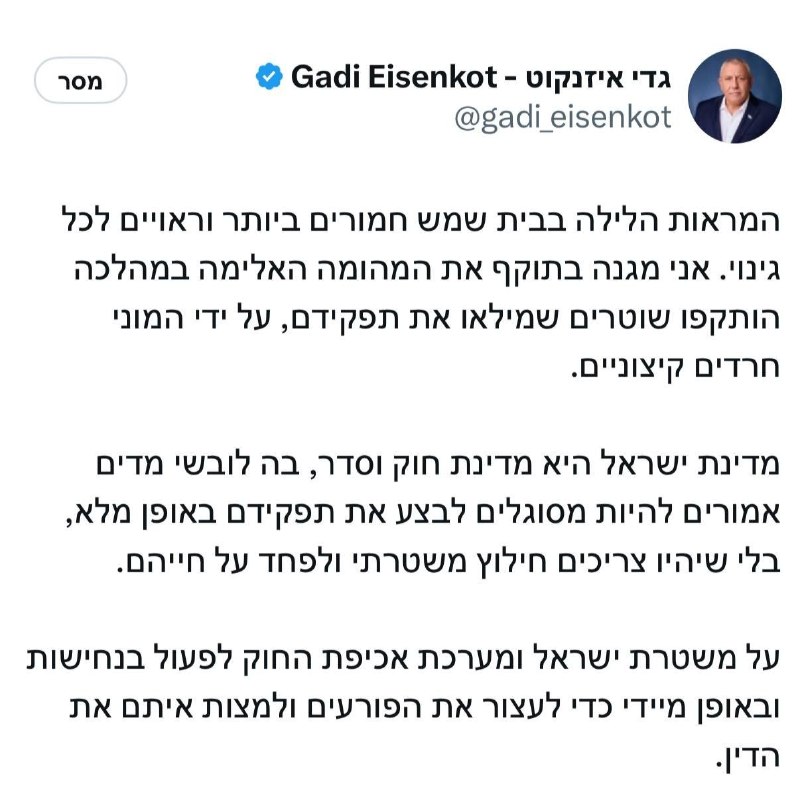 גדי איזנקוט - Gadi Eisenkot
@gadi_eisenkot
מסר
המראות הלילה בבית שמש חמורים ביותר וראויים לכל
גינוי. אני מגנה בתוקף את המהומה האלימה במהלכה
הותקפו שוטרים שמילאו את תפקידם, על ידי המוני
חרדים קיצוניים.
מדינת ישראל היא מדינת חוק וסדר, בה לובשי מדים
אמורים להיות מסוגלים לבצע את תפקידם באופן מלא,
בלי שיהיו צריכים חילוץ משטרתי ולפחד על חייהם.
על משטרת ישראל ומערכת אכיפת החוק לפעול בנחישות
ובאופן מיידי כדי לעצור את הפורעים ולמצות איתם את
הדין.